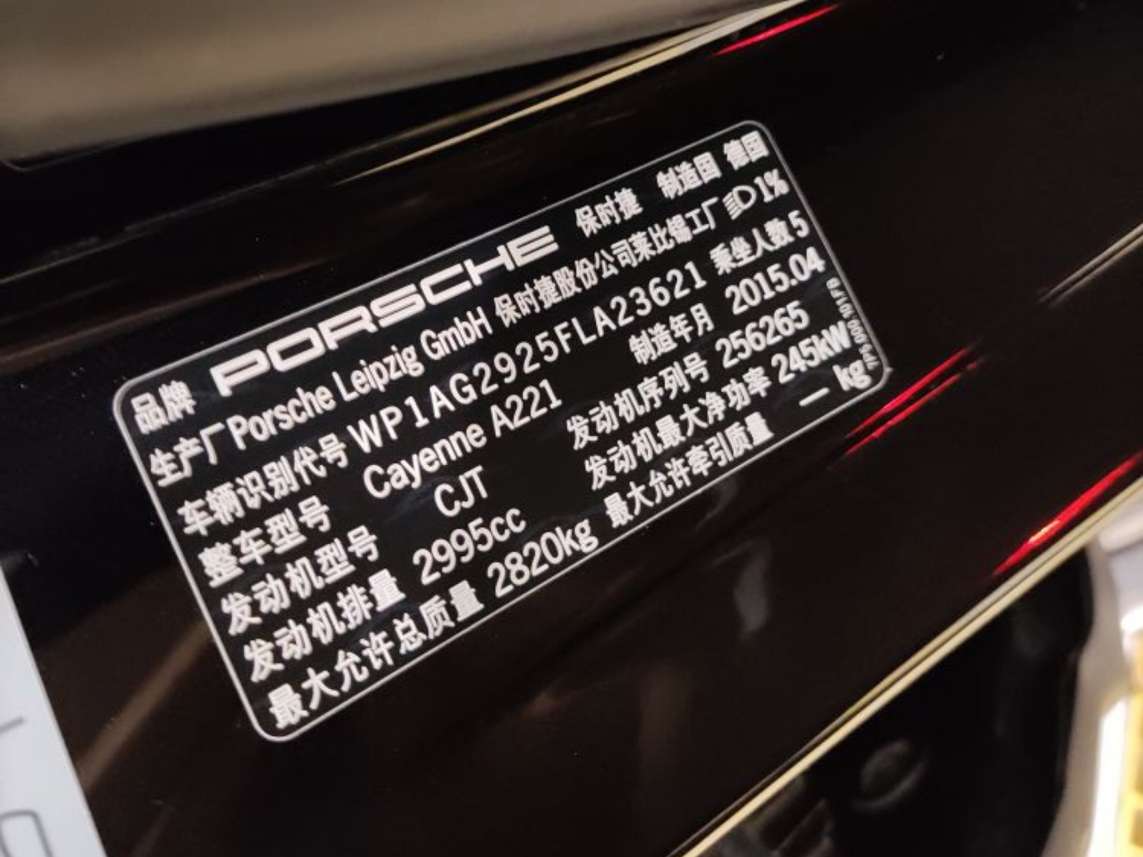 品牌 PORSCHE 保时捷 制造国 德国
生产厂 Porsche Leipzig GmbH 保时捷股份公司莱比锡工厂 1%
车辆识别代号 WP1AG2925FLA23621 乘坐人数 5
整车型号 Cayenne A221 制造年月 2015.04
发动机型号 CJT 发动机序列号 256265
发动机排量 2995cc 发动机最大净功率 245kW
最大允许总质量 2820kg 最大允许牵引质量 — kg